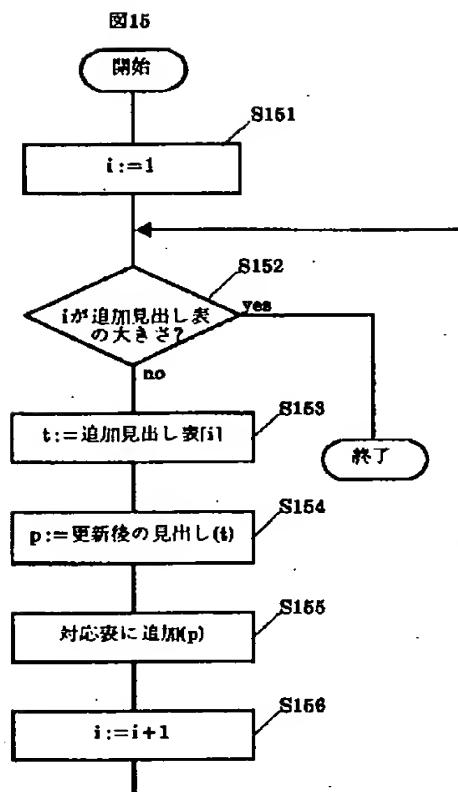 図15
開始
S151
i:=1
S152
iが追加見出し表
の大きさ?
yes
no
S153
t:=追加見出し表[i]
終了
S154
p:=更新後の見出し(t)
S155
対応表に追加(p)
S156
i:=i+1